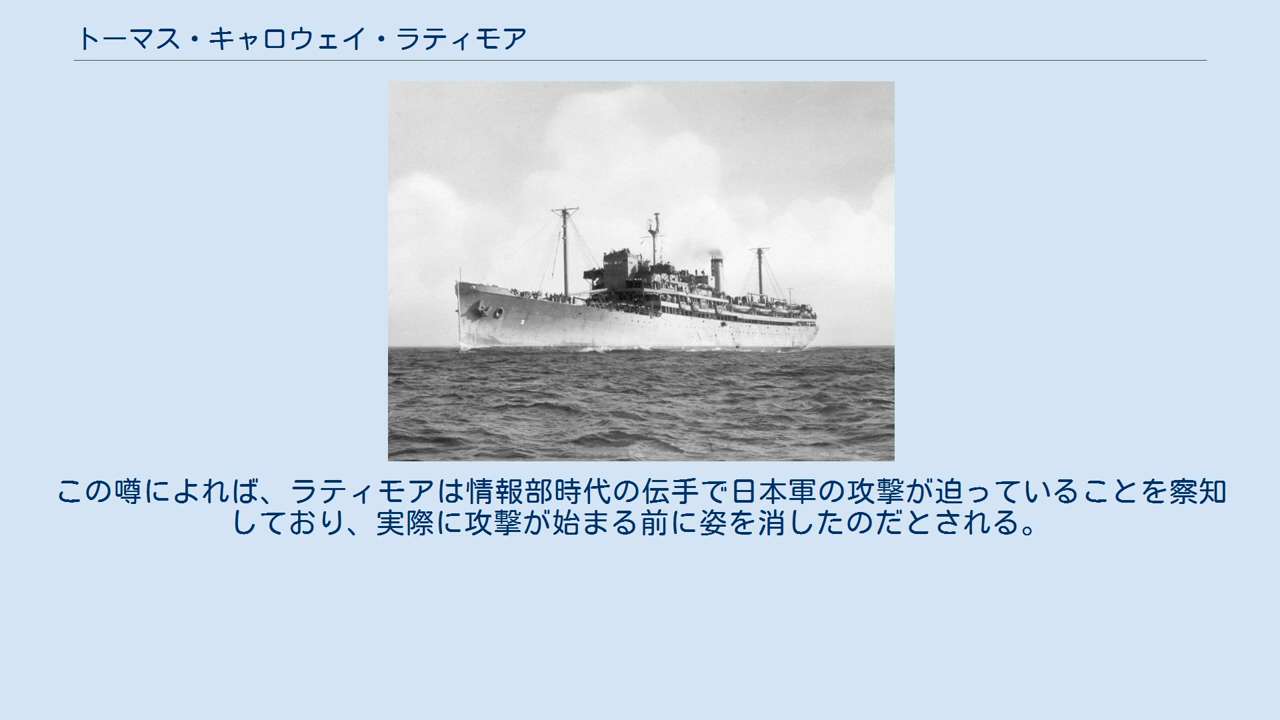 トーマス・キャロウェイ・ラティモア
この噂によれば、ラティモアは情報部時代の伝手で日本軍の攻撃が迫っていることを察知
しており、実際に攻撃が始まる前に姿を消したのだとされる。